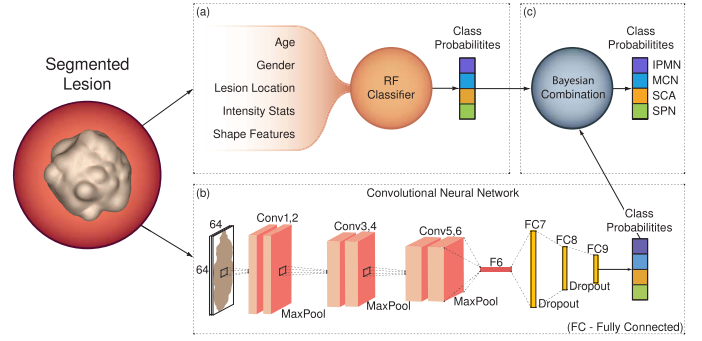 Segmented
Lesion
(a)
Age
Gender
Lesion Location
Intensity Stats
Shape Features
RF
Classifier
Class
Probabilitites
(c)
Bayesian
Combination
Class
Probabilitites
IPMN
MCN
SCA
SPN
(b)
Convolutional Neural Network
64
64
Conv1,2
MaxPool
Conv3,4
MaxPool
Conv5,6
MaxPool
F6
FC7
Dropout
FC8
Dropout
FC9
Class
Probabilitites
(FC - Fully Connected)